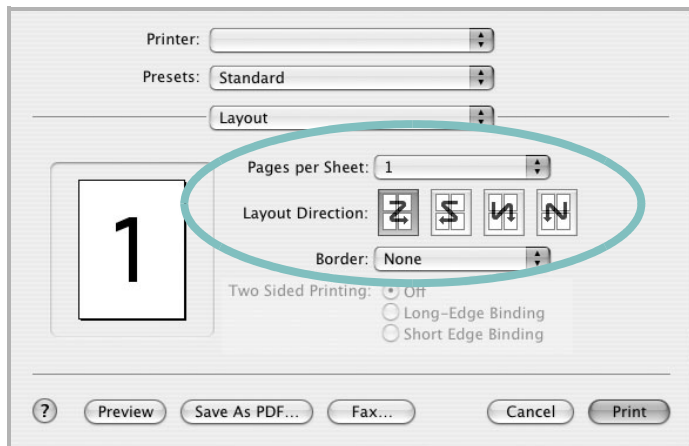 Printer:
Presets: Standard
Layout
Pages per Sheet: 1
Layout Direction:
Border: None
1
Two Sided Printing: Off
Long-Edge Binding
Short Edge Binding
? Preview Save As PDF... Fax... Cancel Print